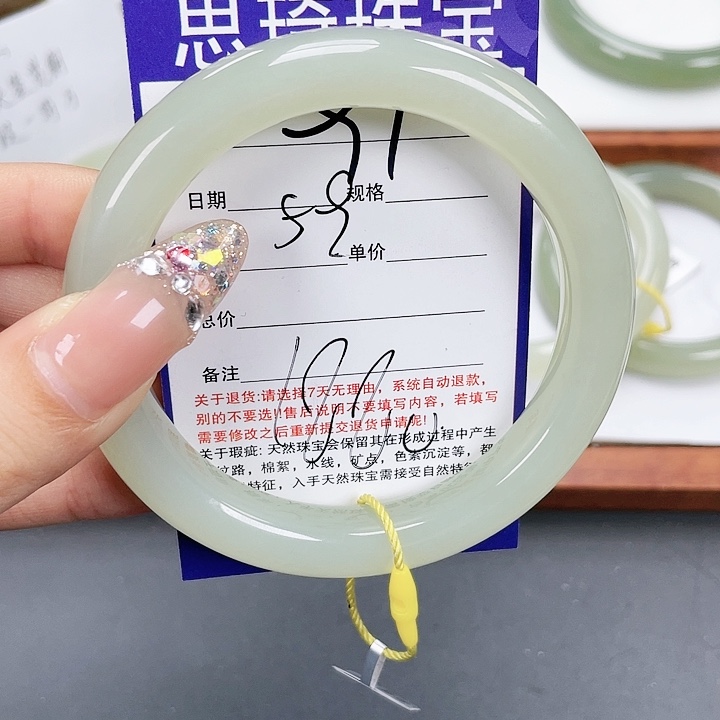 思琦珠宝
日期 规格
59
单价
总价
备注
关于退货:请选择7天无理由，系统自动退款，
别的不要选!!售后说明不要填写内容，若填写
需要修改之后重新提交退货申请呢!
关于瑕疵: 天然珠宝会保留其在形成过程中产生
纹路，棉絮，水线，矿点，色素沉淀等，都
特征，入手天然珠宝需接受自然特征